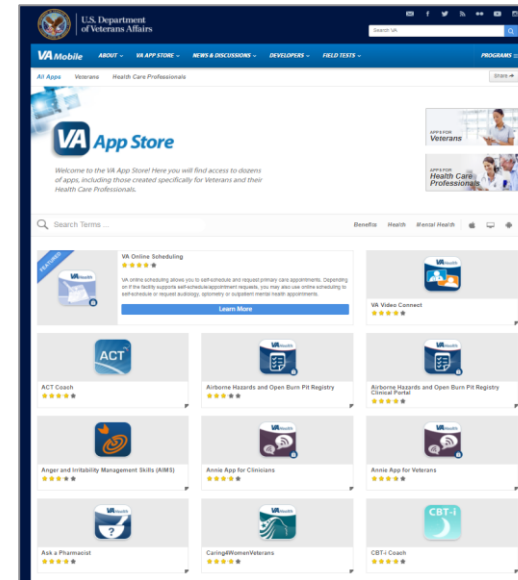 U.S. Department
of Veterans Affairs
Search VA
VA Mobile ABOUT VA APP STORE NEWS & DISCUSSIONS DEVELOPERS FIELD TESTS PROGRAMS
All Apps Veterans Health Care Professionals Share
VA App Store
Welcome to the VA App Store! Here you will find access to dozens
of apps, including those created specifically for Veterans and their
Health Care Professionals.
APPS FOR
Veterans
APPS FOR
Health Care
Professionals
Search Terms ...
Benefits Health Mental Health
FEATURED
VA Online Scheduling
VA online scheduling allows you to self-schedule and request primary care appointments. Depending
on if the facility supports self-schedule/appointment requests, you may also use online scheduling to
self-schedule or request audiology, optometry or outpatient mental health appointments.
Learn More
VA Video Connect
ACT
ACT Coach
Airborne Hazards and Open Burn Pit Registry
Airborne Hazards and Open Burn Pit Registry
Clinical Portal
Anger and Irritability Management Skills (AIMS)
Annie App for Clinicians
Annie App for Veterans
Ask a Pharmacist
Caring4WomenVeterans
CBT-i
CBT-i Coach